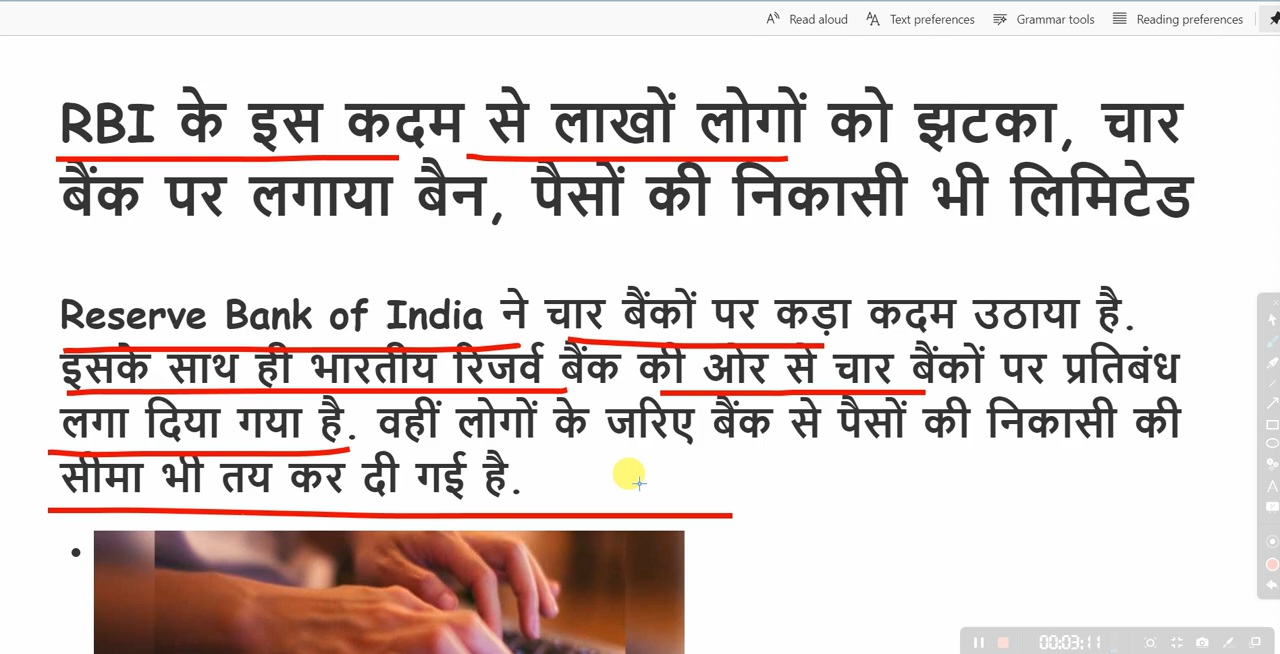 Read aloud Text preferences Grammar tools Reading preferences
RBI के इस कदम से लाखों लोगों को झटका, चार
बैंक पर लगाया बैन, पैसों की निकासी भी लिमिटेड
Reserve Bank of India ने चार बैंकों पर कड़ा कदम उठाया है.
इसके साथ ही भारतीय रिजर्व बैंक की ओर से चार बैंकों पर प्रतिबंध
लगा दिया गया है. वहीं लोगों के जरिए बैंक से पैसों की निकासी की
सीमा भी तय कर दी गई है.
00:03:11